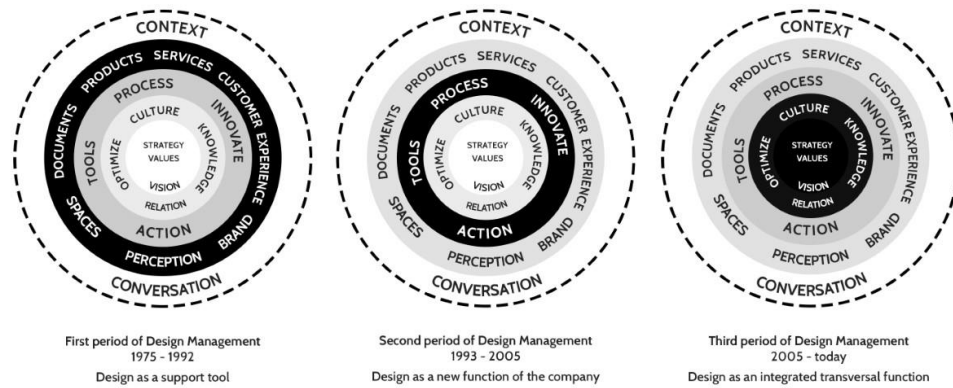 CONTEXT
PRODUCTS SERVICES CUSTOMER EXPERIENCE
DOCUMENTS
SPACES
PERCEPTION
BRAND
PROCESS
INNOVATE
TOOLS
ACTION
CULTURE
KNOWLEDGE
OPTIMIZE
RELATION
STRATEGY
VALUES
VISION
CONVERSATION
First period of Design Management
1975 - 1992
Design as a support tool
CONTEXT
PRODUCTS SERVICES CUSTOMER EXPERIENCE
DOCUMENTS
SPACES
PERCEPTION
BRAND
PROCESS
INNOVATE
TOOLS
ACTION
CULTURE
KNOWLEDGE
OPTIMIZE
RELATION
STRATEGY
VALUES
VISION
CONVERSATION
Second period of Design Management
1993 - 2005
Design as a new function of the company
CONTEXT
PRODUCTS SERVICES CUSTOMER EXPERIENCE
DOCUMENTS
SPACES
PERCEPTION
BRAND
PROCESS
INNOVATE
TOOLS
ACTION
CULTURE
KNOWLEDGE
OPTIMIZE
RELATION
STRATEGY
VALUES
VISION
CONVERSATION
Third period of Design Management
2005 - today
Design as an integrated transversal function